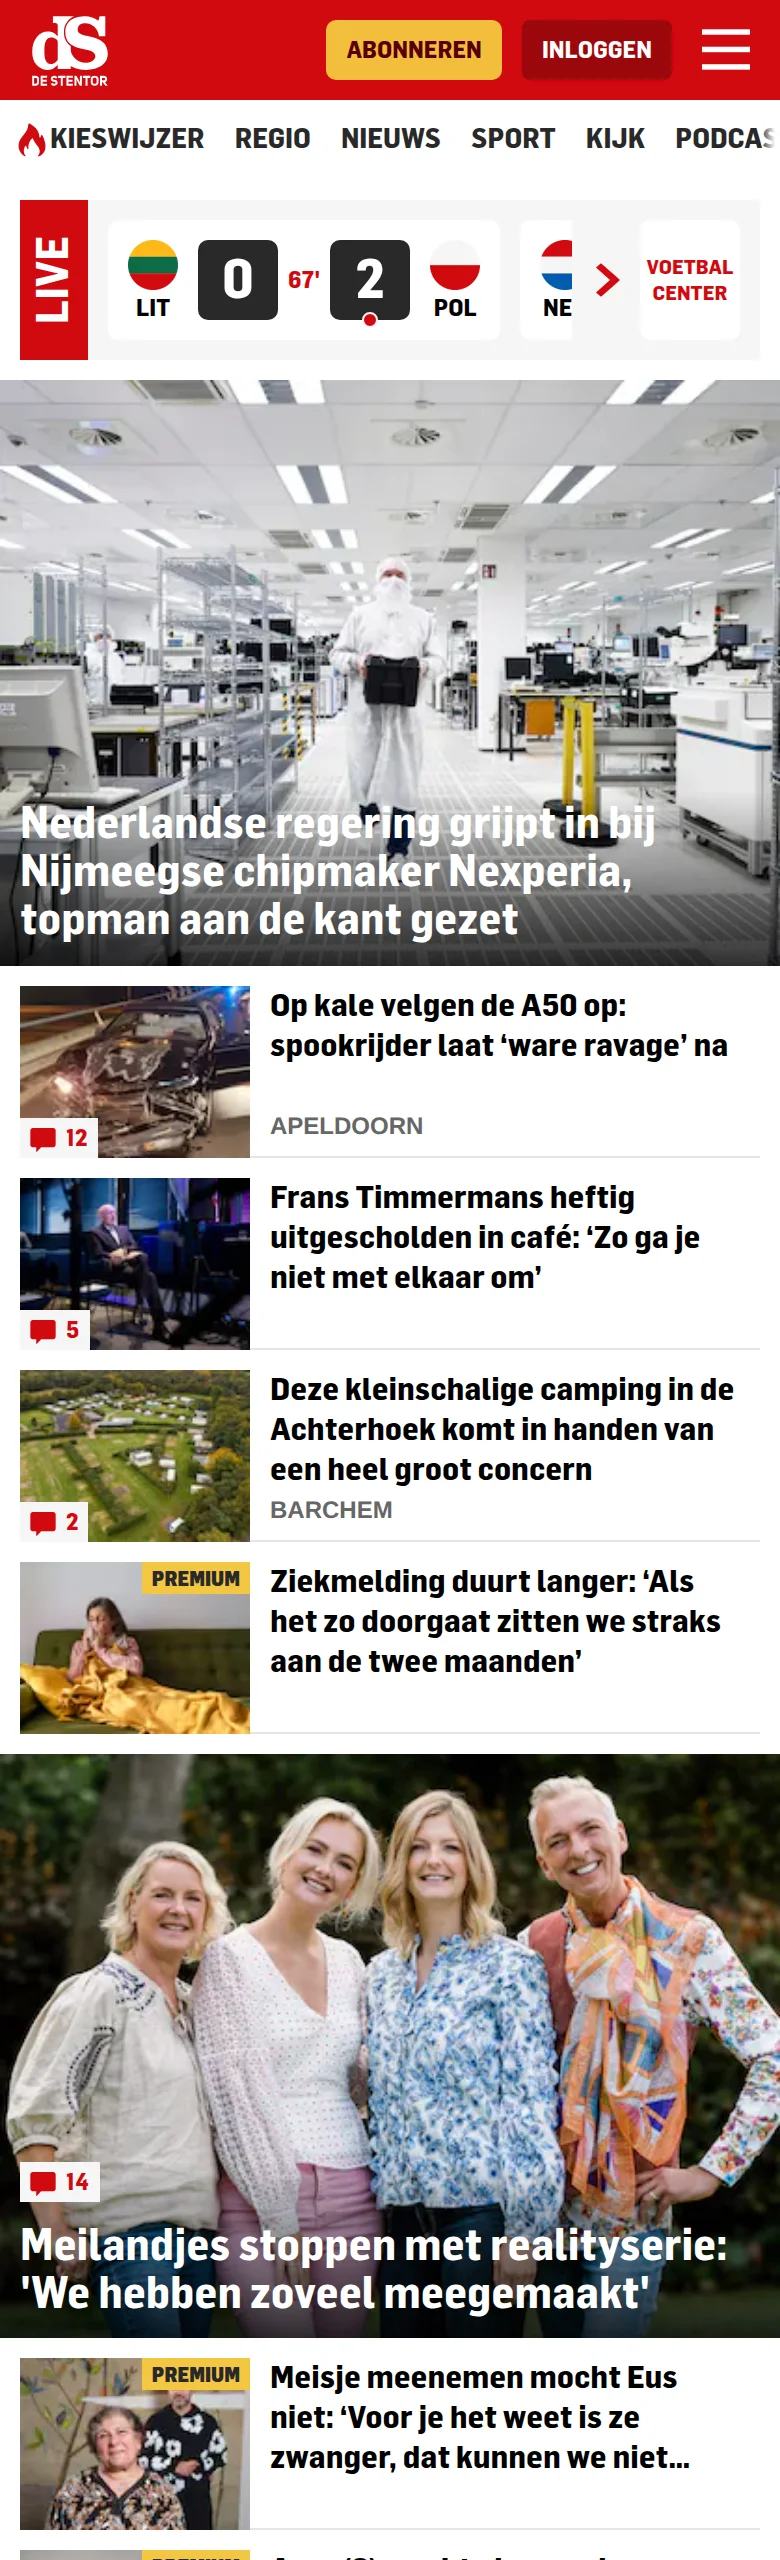 dS
DE STENTOR
ABONNEREN
INLOGGEN
KIESWIJZER REGIO NIEUWS SPORT KIJK PODCAS
LIVE
LIT
0
67'
2
POL
NE
VOETBAL
CENTER
Nederlandse regering grijpt in bij
Nijmeegse chipmaker Nexperia,
topman aan de kant gezet
12
Op kale velgen de A50 op:
spookrijder laat ‘ware ravage’ na
APELDOORN
5
Frans Timmermans heftig
uitgescholden in café: ‘Zo ga je
niet met elkaar om’
2
Deze kleinschalige camping in de
Achterhoek komt in handen van
een heel groot concern
BARCHEM
PREMIUM
Ziekmelding duurt langer: ‘Als
het zo doorgaat zitten we straks
aan de twee maanden’
14
Meilandjes stoppen met realityserie:
'We hebben zoveel meegemaakt'
PREMIUM
Meisje meenemen mocht Eus
niet: ‘Voor je het weet is ze
zwanger, dat kunnen we niet...
PREMIUM